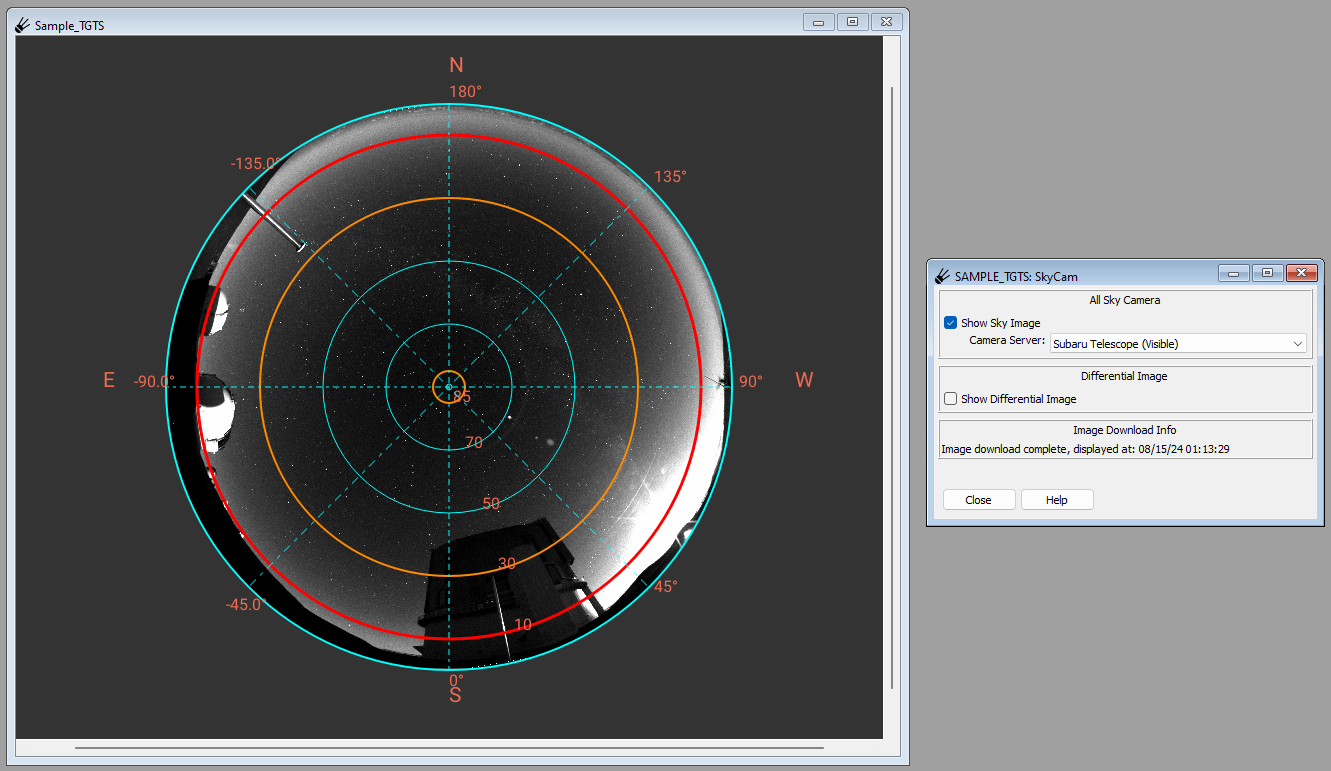 Sample_TGTS
N
180°
-135.0°
135°
E
-90.0°
90°
W
85
70
50
30
10
-45.0°
45°
0°
S
SAMPLE_TGTS: SkyCam
All Sky Camera
Show Sky Image
Camera Server: Subaru Telescope (Visible)
Differential Image
Show Differential Image
Image Download Info
Image download complete, displayed at: 08/15/24 01:13:29
Close Help